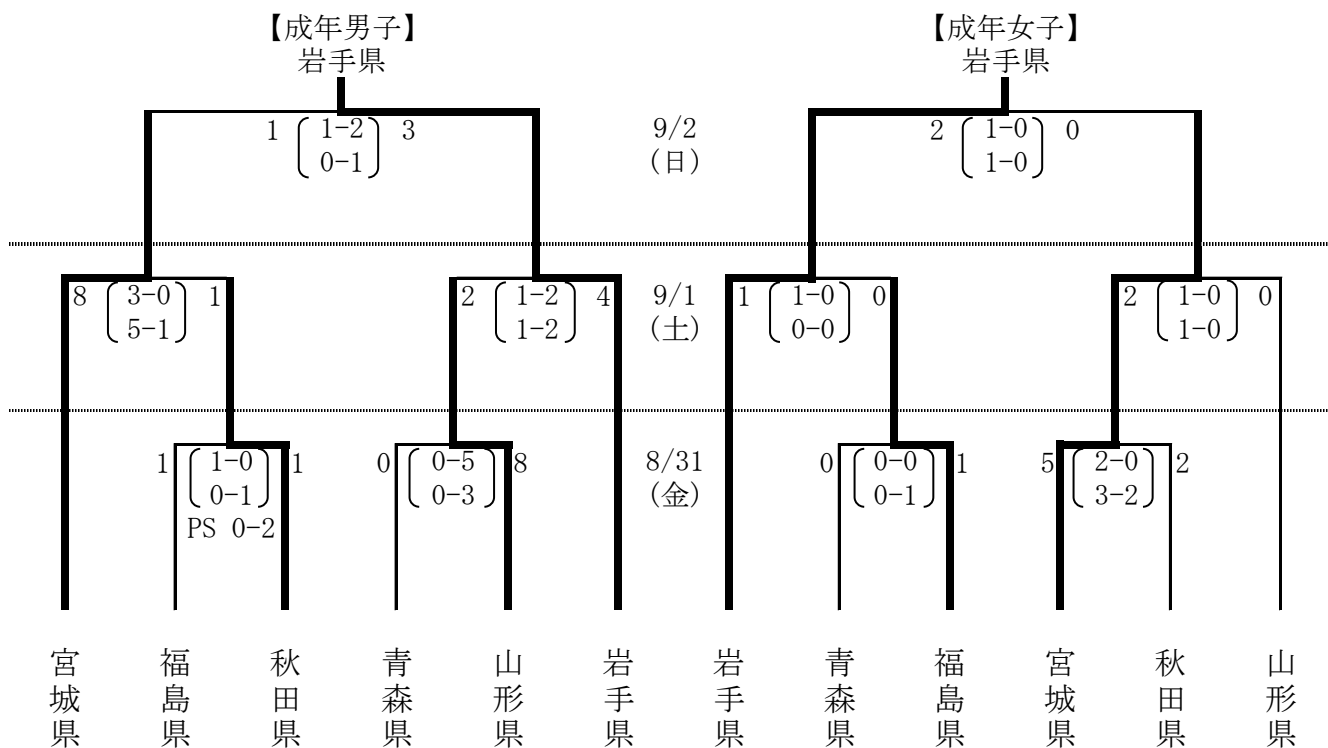 【成年男子】 【成年女子】
岩手県 岩手県
1 1-2 3 9/2 2 1-0 0
0-1 (日) 1-0
8 3-0 1 2 1-2 4 9/1 1 1-0 0 2 1-0 0
5-1 1-2 (土) 0-0 1-0
1 1-0 1 0 0-5 8 8/31 0 0-0 1 5 2-0 2
0-1 0-3 (金) 0-1 3-2
PS 0-2
宮城県 福島県 秋田県 青森県 山形県 岩手県 岩手県 青森県 福島県 宮城県 秋田県 山形県